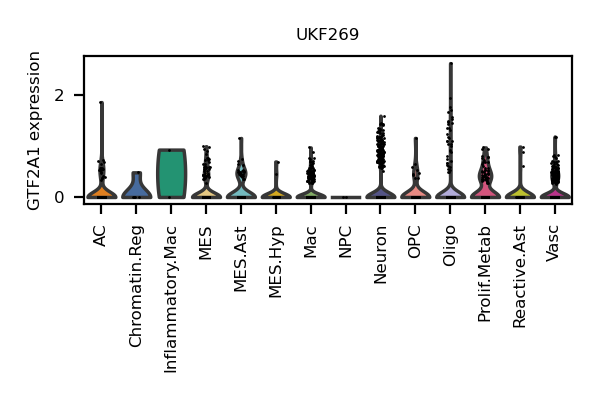 UKF269
GTF2A1 expression
2
0
AC
Chromatin.Reg
Inflammatory.Mac
MES
MES.Ast
MES.Hyp
Mac
NPC
Neuron
OPC
Oligo
Prolif.Metab
Reactive.Ast
Vasc